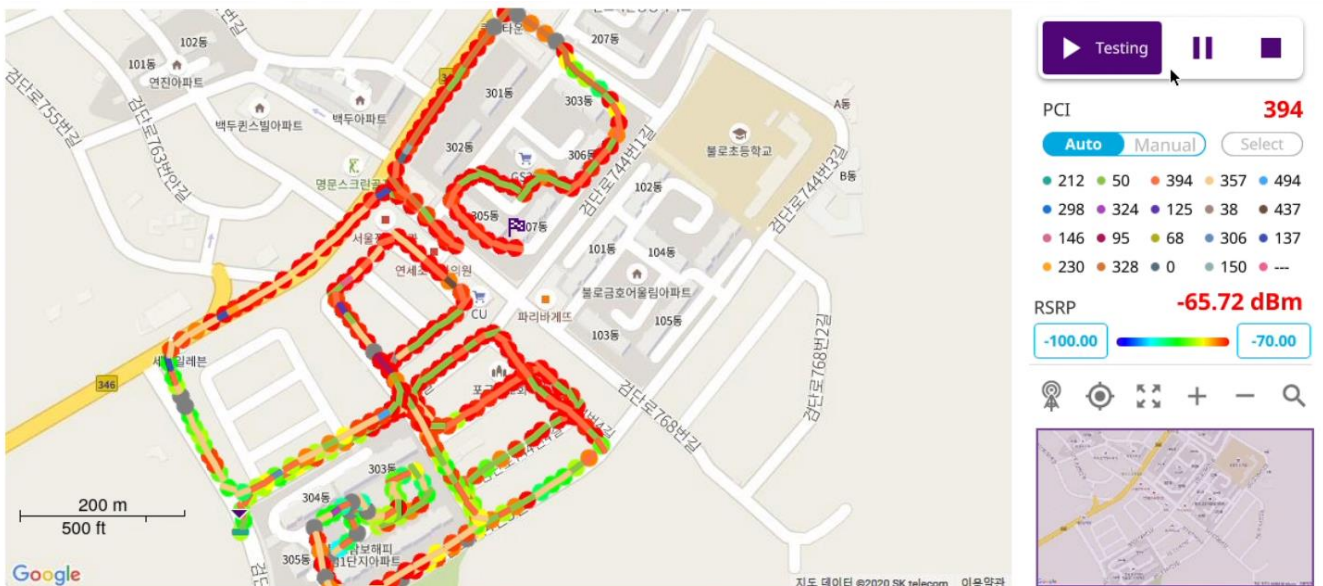 102동
101동
연진아파트
검단로755번길
검단로763번안길
백두퀸스빌아파트
백두아파트
207동
301동
303동
302동
306동
명문스크린골
305동
07동
검단로744번1길
불로초등학교
A동
B동
검단로744번3길
102동
101동
104동
불로금호어울림아파트
103동
105동
CU
파리바게뜨
검단로768번길
검단로768번2길
346
303동
304동
305동
200 m
500 ft
Google
지도 데이터 ©2020 SK telecom 이용약관
Testing
PCI 394
Auto Manual Select
212 50 394 357 494
298 324 125 38 437
146 95 68 306 137
230 328 0 150 ---
RSRP -65.72 dBm
-100.00 -70.00